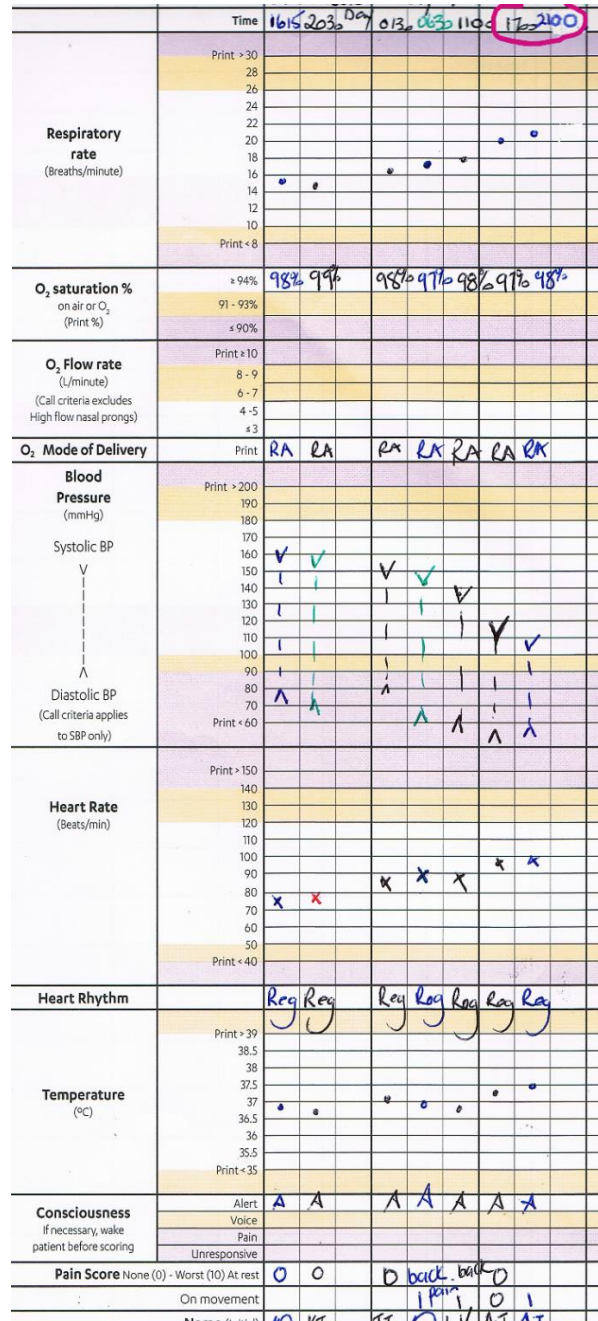 Time 1615 2030 Day 0130 0630 1100 1700 2100
Print > 30
28
26
24
22
Respiratory 20
rate 18
(Breaths/minute) 16
14
12
10
Print < 8
O₂ saturation % ≥ 94% 98% 99% 98% 97% 98% 97% 98%
on air or O₂ 91 - 93%
(Print %) ≤ 90%
O₂ Flow rate Print ≥ 10
(L/minute) 8 - 9
(Call criteria excludes 6 - 7
High flow nasal prongs) 4 - 5
≤ 3
O₂ Mode of Delivery Print RA RA RA RA RA RA RA
Blood
Pressure Print > 200
(mmHg) 190
180
170
Systolic BP 160
150
140
130
120
110
100
90
Diastolic BP 80
(Call criteria applies 70
to SBP only) Print < 60
Print > 150
140
Heart Rate 130
(Beats/min) 120
110
100
90
80
70
60
50
Print < 40
Heart Rhythm Reg Reg Reg Reg Reg Reg Reg
Print > 39
38.5
38
37.5
Temperature 37
(°C) 36.5
36
35.5
Print < 35
Consciousness Alert A A A A A A A
If necessary, wake Voice
patient before scoring Pain
Unresponsive
Pain Score None (0) - Worst (10) At rest 0 0 0 back back 0
On movement 1 pain 1 0 1